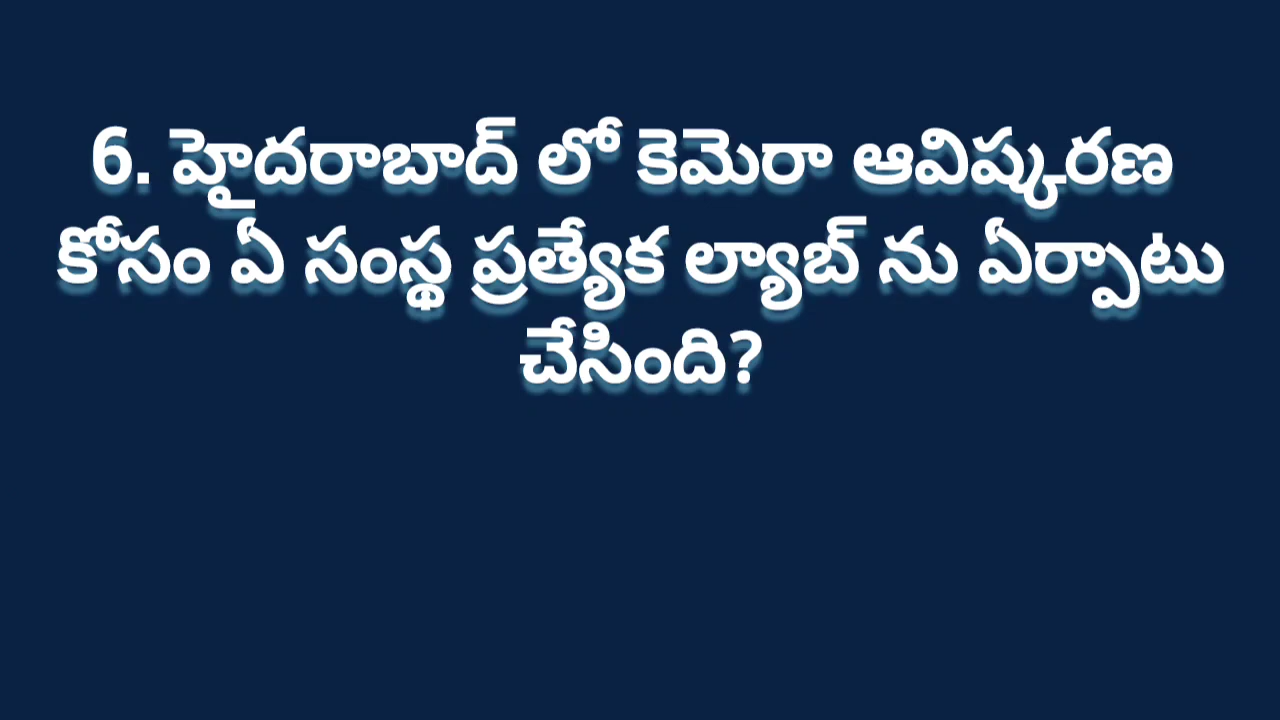 6. హైదరాబాద్ లో కెమెరా ఆవిష్కరణ
కోసం ఏ సంస్థ ప్రత్యేక ల్యాబ్ ను ఏర్పాటు
చేసింది?